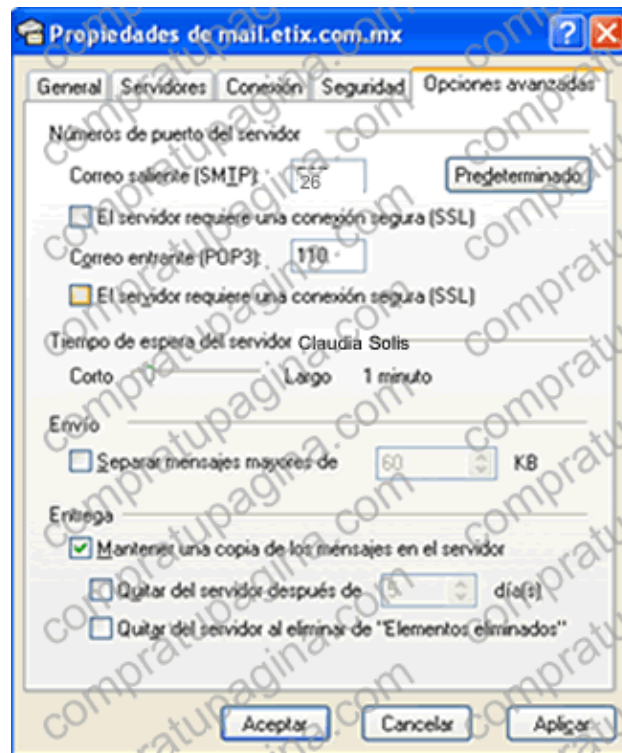 Propiedades de mail.etix.com.mx
General Servidores Conexión Seguridad Opciones avanzadas
Números de puerto del servidor
Correo saliente (SMTP): 26 Predeterminado
El servidor requiere una conexión segura (SSL)
Correo entrante (POP3): 110
El servidor requiere una conexión segura (SSL)
Tiempo de espera del servidor Claudia Solis
Corto Largo 1 minuto
Envío
Separar mensajes mayores de 60 KB
Entrega
Mantener una copia de los mensajes en el servidor
Quitar del servidor después de 5 día(s)
Quitar del servidor al eliminar de "Elementos eliminados"
Aceptar Cancelar Aplicar
compratupagina.com